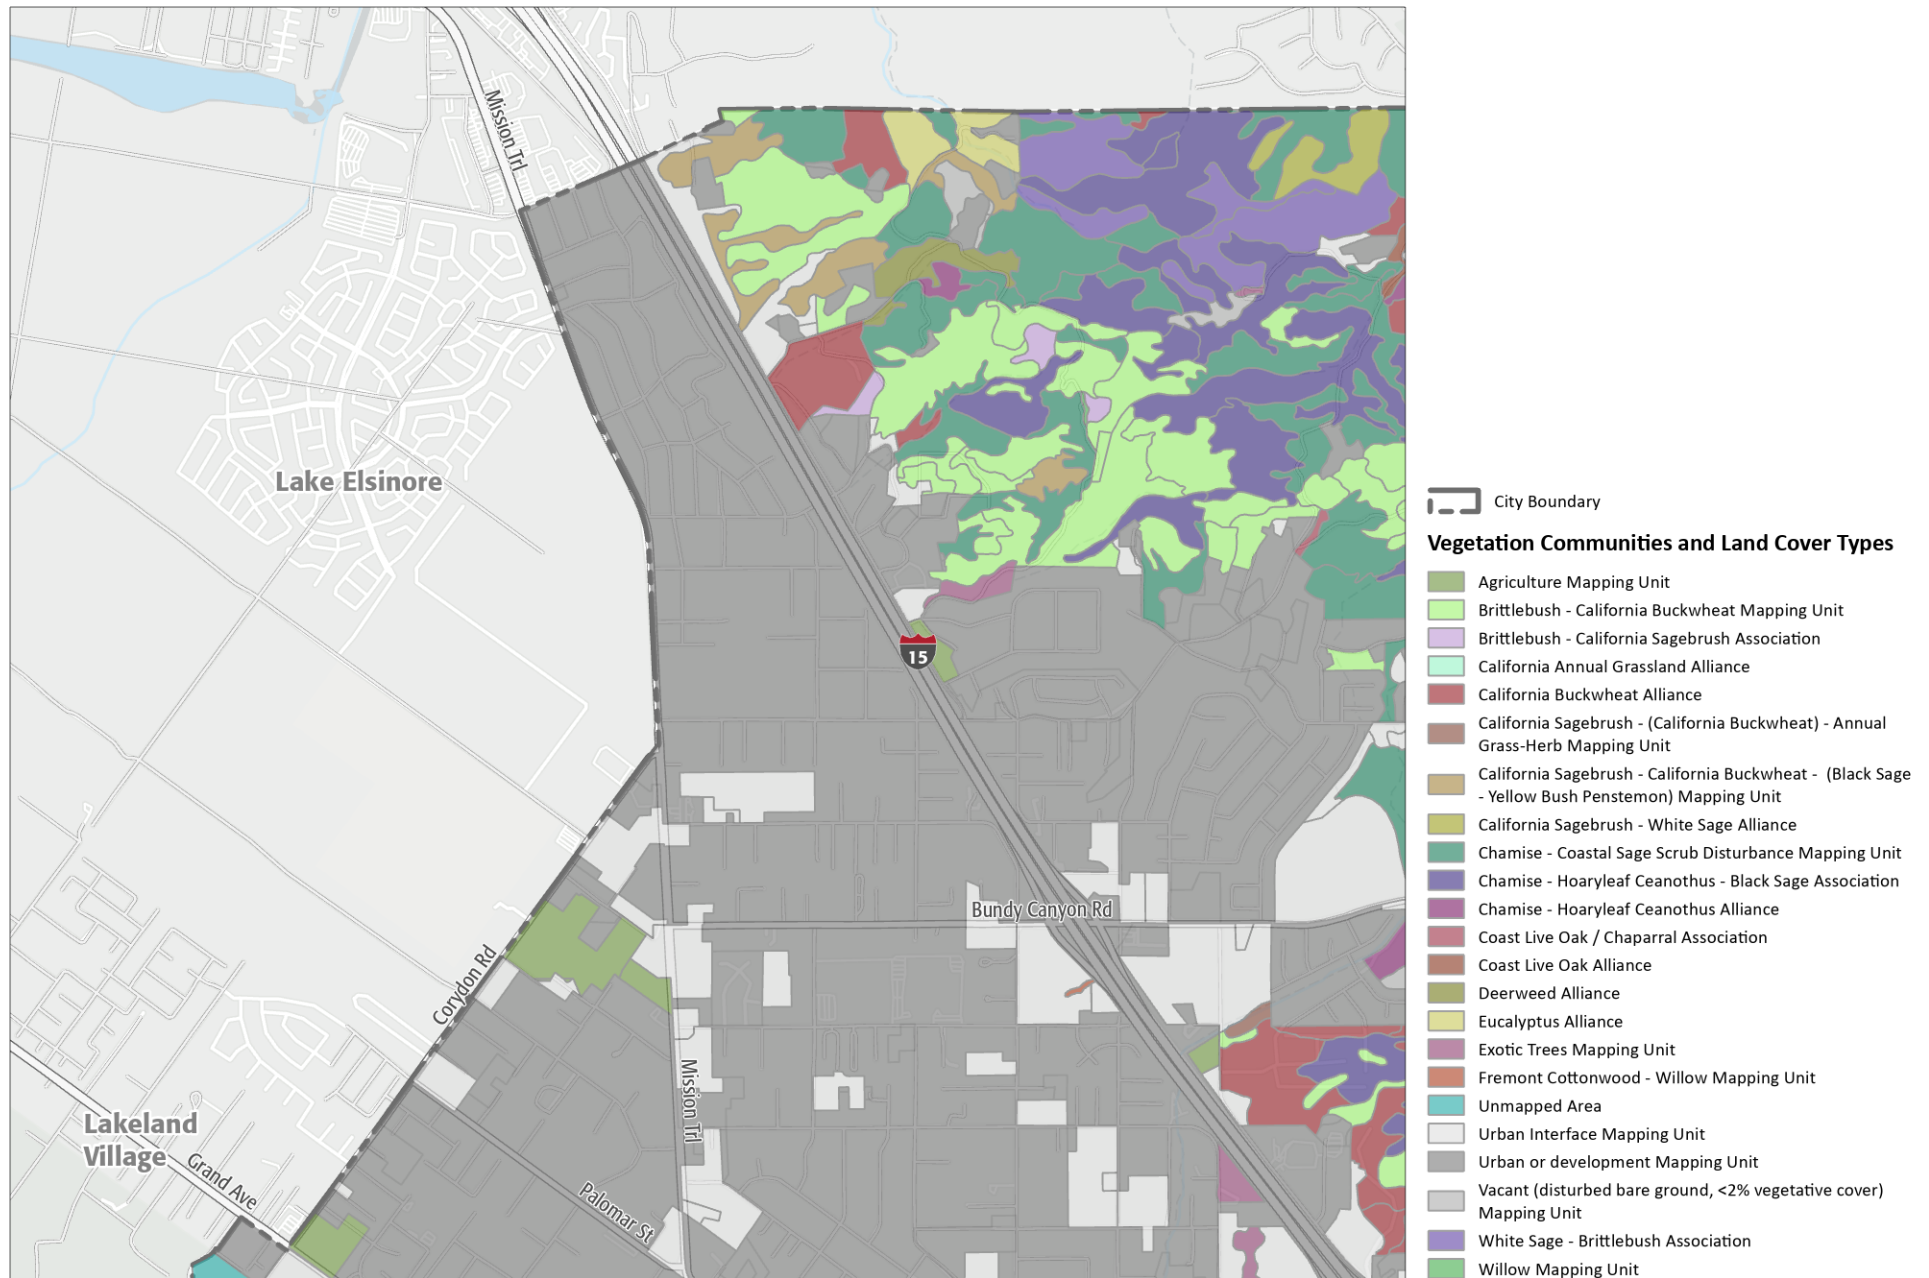 Mission Trl
Lake Elsinore
15
Bundy Canyon Rd
Corydon Rd
Mission Trl
Lakeland
Village
Grand Ave
Palomar St
City Boundary
Vegetation Communities and Land Cover Types
Agriculture Mapping Unit
Brittlebush - California Buckwheat Mapping Unit
Brittlebush - California Sagebrush Association
California Annual Grassland Alliance
California Buckwheat Alliance
California Sagebrush - (California Buckwheat) - Annual
Grass-Herb Mapping Unit
California Sagebrush - California Buckwheat - (Black Sage
- Yellow Bush Penstemon) Mapping Unit
California Sagebrush - White Sage Alliance
Chamise - Coastal Sage Scrub Disturbance Mapping Unit
Chamise - Hoaryleaf Ceanothus - Black Sage Association
Chamise - Hoaryleaf Ceanothus Alliance
Coast Live Oak / Chaparral Association
Coast Live Oak Alliance
Deerweed Alliance
Eucalyptus Alliance
Exotic Trees Mapping Unit
Fremont Cottonwood - Willow Mapping Unit
Unmapped Area
Urban Interface Mapping Unit
Urban or development Mapping Unit
Vacant (disturbed bare ground, <2% vegetative cover)
Mapping Unit
White Sage - Brittlebush Association
Willow Mapping Unit